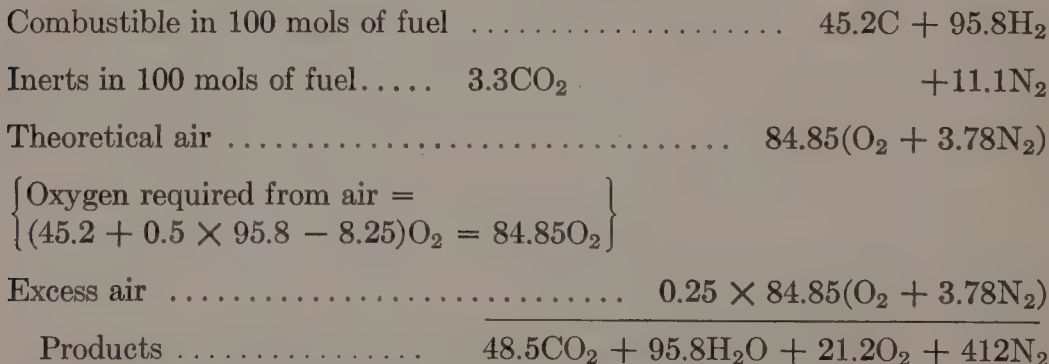 Combustible in 100 mols of fuel ..................... 45.2C + 95.8H₂
Inerts in 100 mols of fuel..... 3.3CO₂ +11.1N₂
Theoretical air ................................. 84.85(O₂ + 3.78N₂)
{Oxygen required from air =
(45.2 + 0.5 × 95.8 − 8.25)O₂ = 84.85O₂}
Excess air ............................. 0.25 × 84.85(O₂ + 3.78N₂)
Products ................ 48.5CO₂ + 95.8H₂O + 21.2O₂ + 412N₂